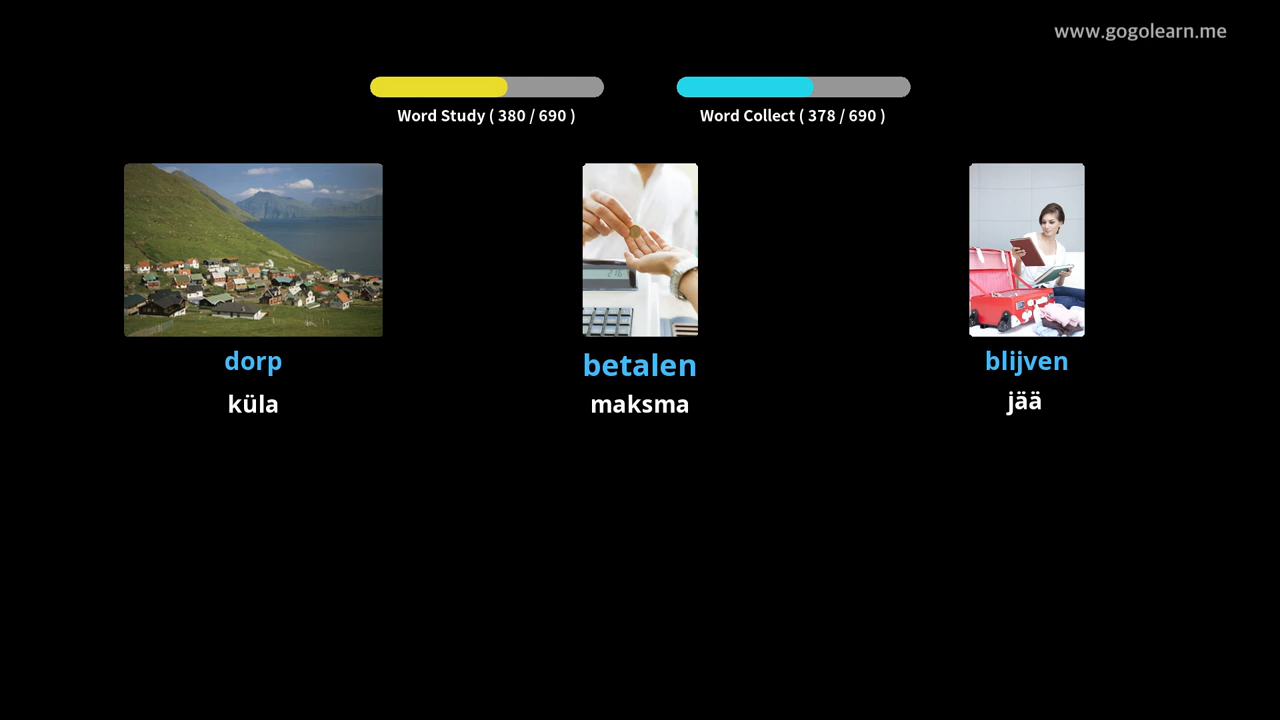 www.gogolearn.me
Word Study ( 380 / 690 )
Word Collect ( 378 / 690 )
dorp
betalen
blijven
küla
maksma
jää